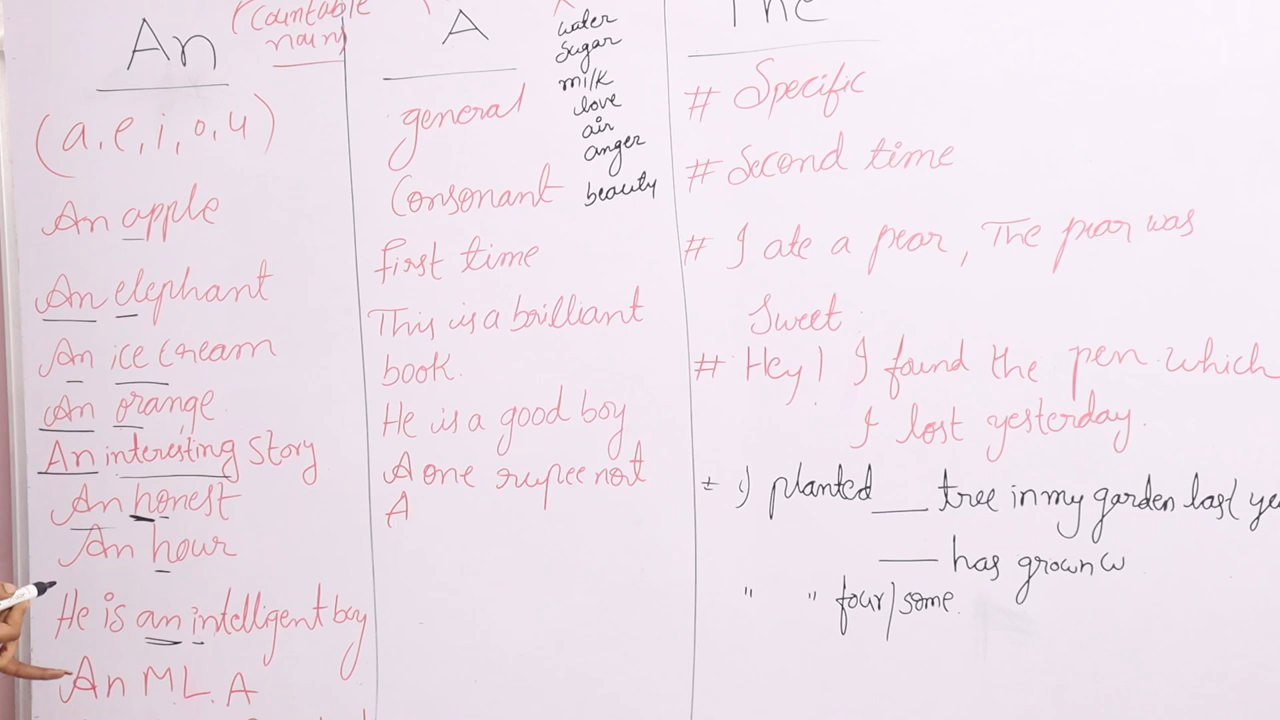 An
(Countable
noun)
(a, e, i, o, u)
An apple
An elephant
An ice cream
An orange
An interesting story
An honest
An hour
He is an intelligent boy
An M.L.A
A
water
sugar
milk
love
air
anger
beauty
general
Consonant
first time
This is a brilliant
book.
He is a good boy
A one rupee not
A
The
# Specific
# Second time
# I ate a pear, The pear was
Sweet.
# Hey! I found the pen which
I lost yesterday.
I planted ___ tree in my garden last ye
___ has grown
" " four/some.